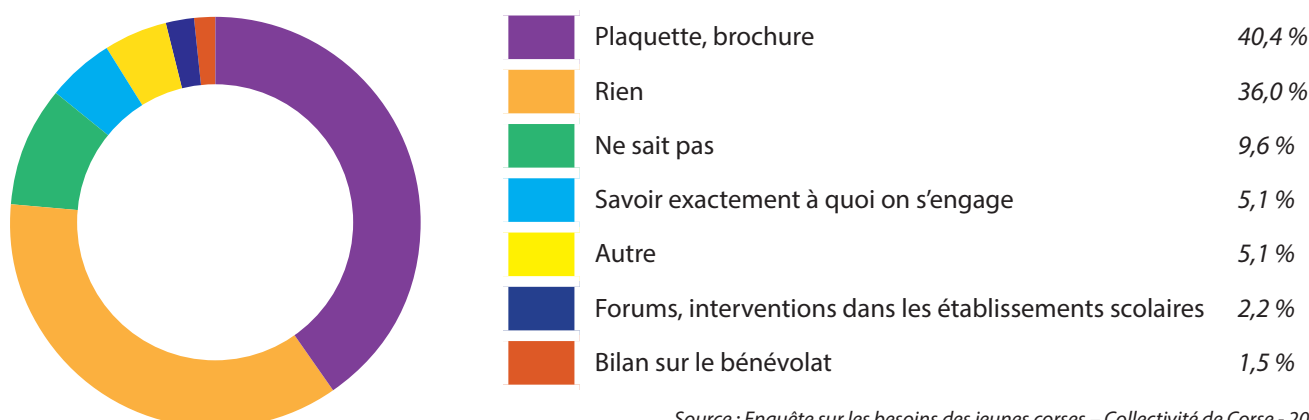 Plaquette, brochure 40,4 %
Rien 36,0 %
Ne sait pas 9,6 %
Savoir exactement à quoi on s'engage 5,1 %
Autre 5,1 %
Forums, interventions dans les établissements scolaires 2,2 %
Bilan sur le bénévolat 1,5 %
Source : Enquête sur les besoins des jeunes corses – Collectivité de Corse - 20